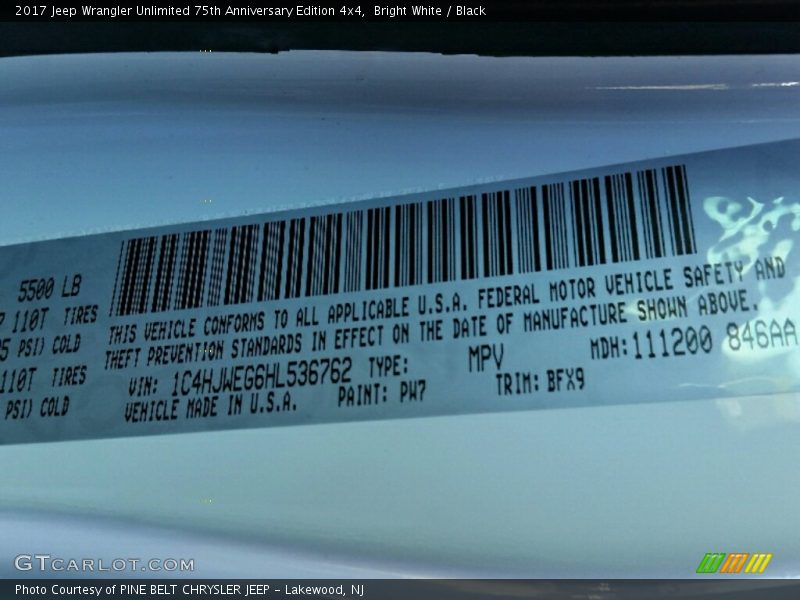 2017 Jeep Wrangler Unlimited 75th Anniversary Edition 4x4,  Bright White / Black
5500 LB
110T TIRES
PSI) COLD
110T TIRES
PSI) COLD
THIS VEHICLE CONFORMS TO ALL APPLICABLE U.S.A. FEDERAL MOTOR VEHICLE SAFETY AND
THEFT PREVENTION STANDARDS IN EFFECT ON THE DATE OF MANUFACTURE SHOWN ABOVE.
VIN: 1C4HJWEG6HL536762 TYPE: MPV MDH:111200 846AA
VEHICLE MADE IN U.S.A. PAINT: PW7 TRIM: BFX9
GTCARLOT.COM
Photo Courtesy of PINE BELT CHRYSLER JEEP - Lakewood, NJ